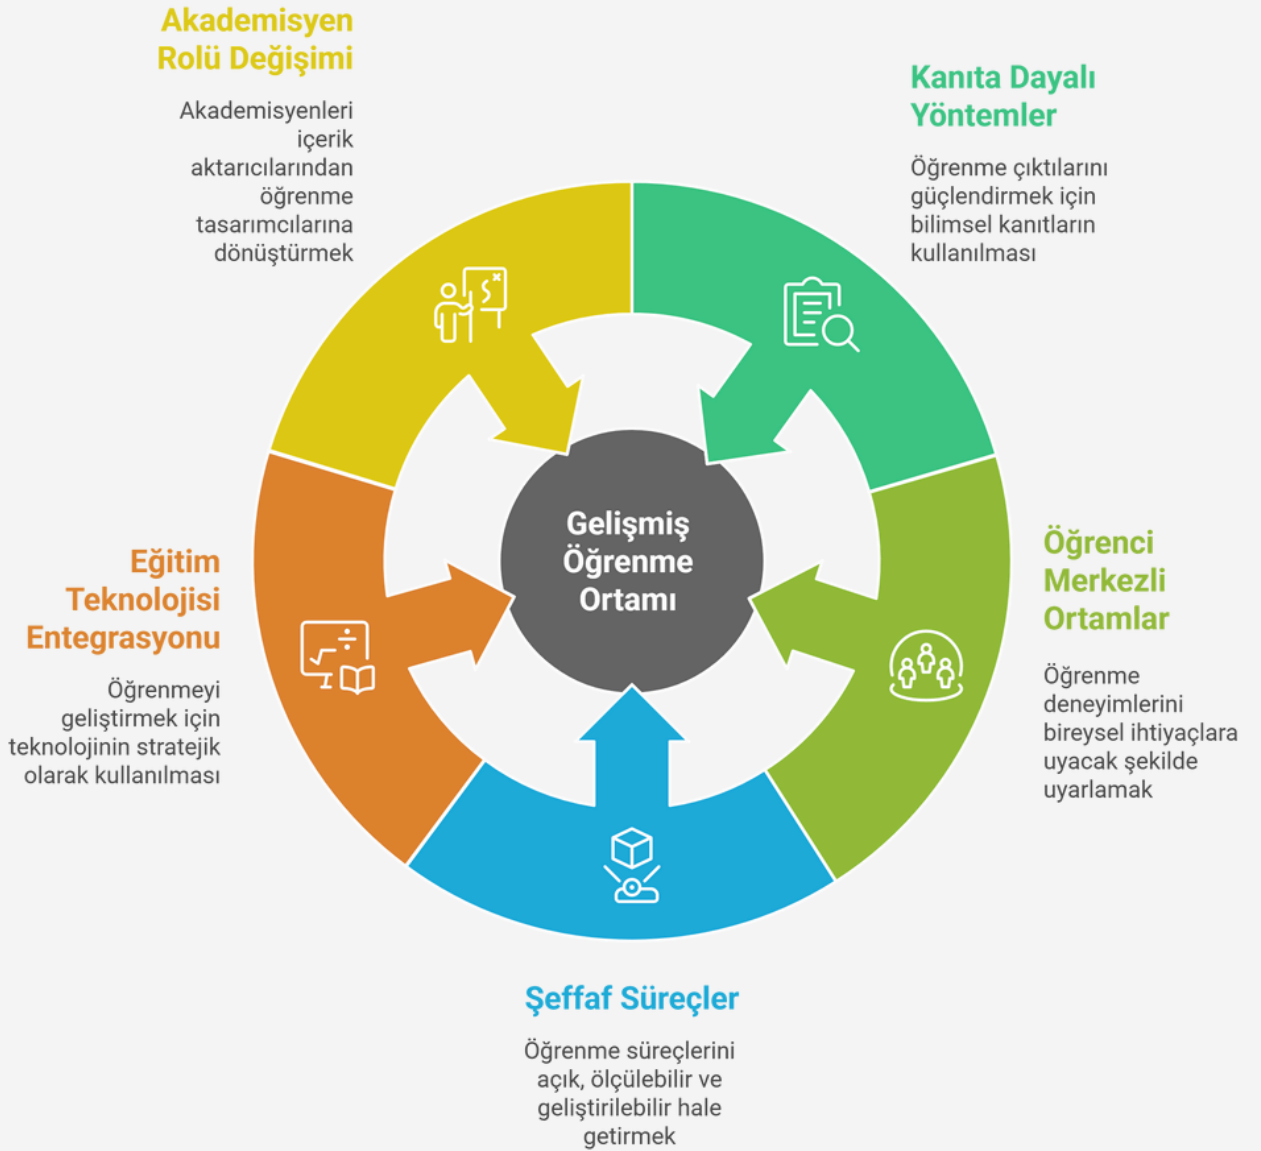 Akademisyen
Rolü Değişimi
Akademisyenleri
içerik
aktarıcılarından
öğrenme
tasarımcılarına
dönüştürmek
Kanıta Dayalı
Yöntemler
Öğrenme çıktılarını
güçlendirmek için
bilimsel kanıtların
kullanılması
Gelişmiş
Öğrenme
Ortamı
Eğitim
Teknolojisi
Entegrasyonu
Öğrenmeyi
geliştirmek için
teknolojinin stratejik
olarak kullanılması
Öğrenci
Merkezli
Ortamlar
Öğrenme
deneyimlerini
bireysel ihtiyaçlara
uyacak şekilde
uyarlamak
Şeffaf Süreçler
Öğrenme süreçlerini
açık, ölçülebilir ve
geliştirilebilir hale
getirmek